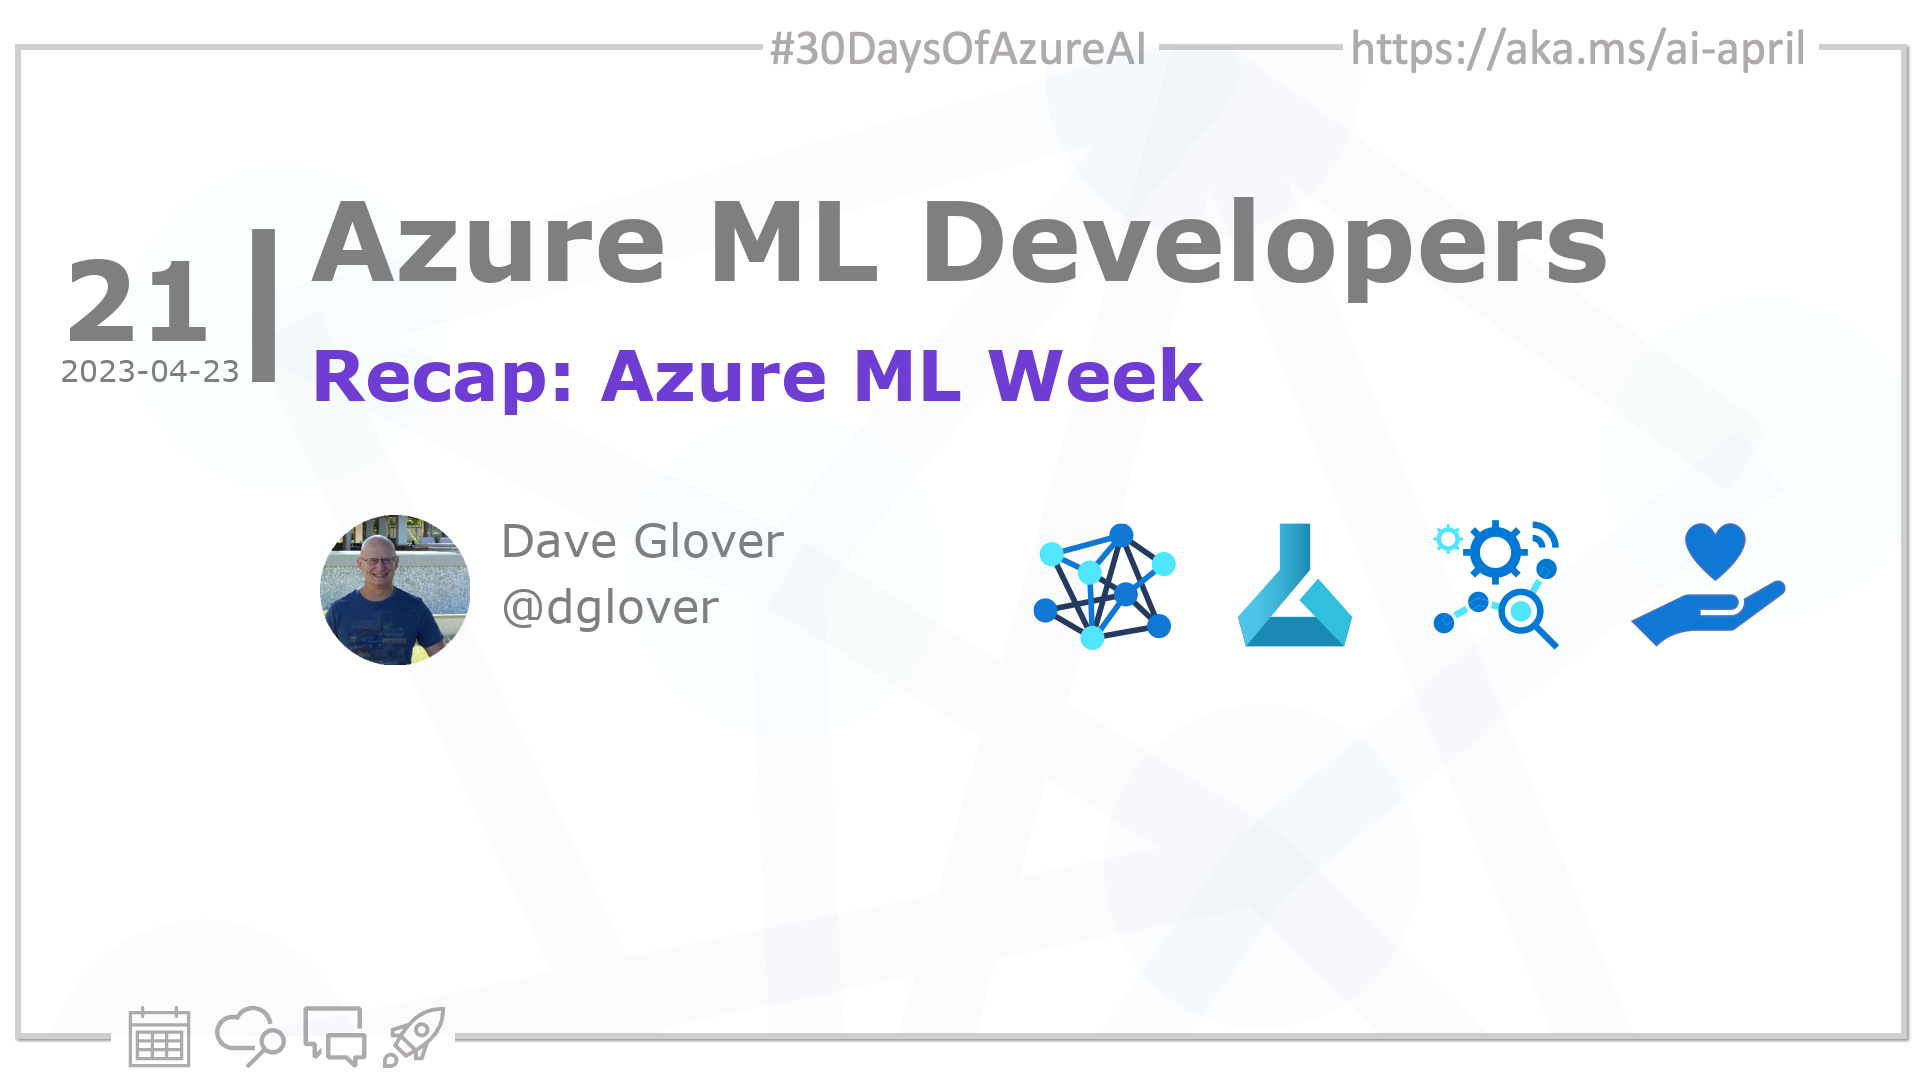 #30DaysOfAzureAI
https://aka.ms/ai-april
21
2023-04-23
Azure ML Developers
Recap: Azure ML Week
Dave Glover
@dglover